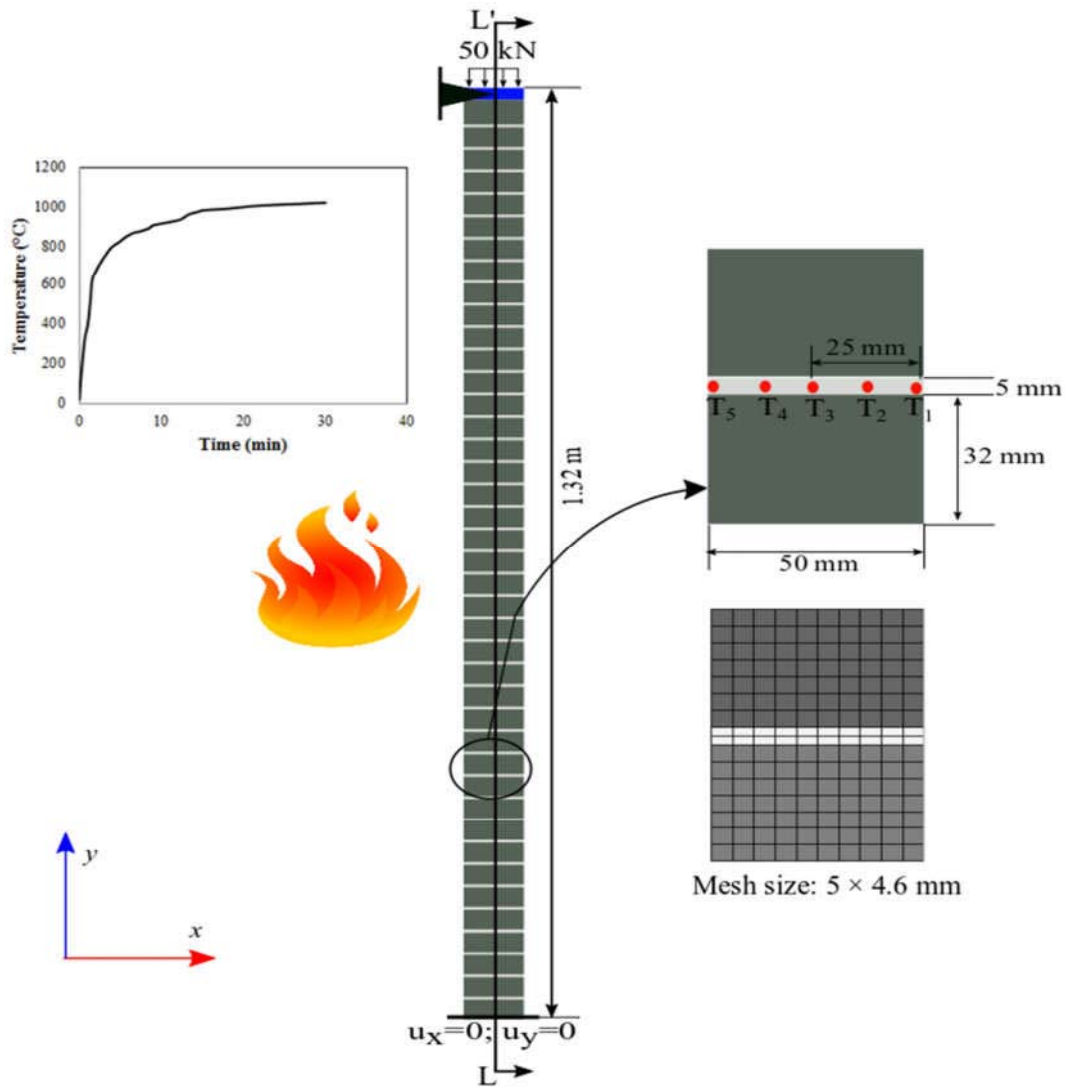 L'
50 kN
1200
1000
800
600
400
200
0
0
10
20
30
40
Temperature (°C)
Time (min)
1.32 m
25 mm
5 mm
T5 T4 T3 T2 T1
32 mm
50 mm
Mesh size: 5 × 4.6 mm
y
x
ux=0; uy=0
L